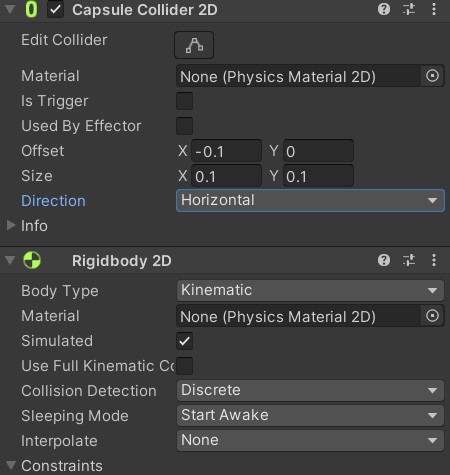 Capsule Collider 2D
Edit Collider
Material None (Physics Material 2D)
Is Trigger
Used By Effector
Offset X -0.1 Y 0
Size X 0.1 Y 0.1
Direction Horizontal
Info
Rigidbody 2D
Body Type Kinematic
Material None (Physics Material 2D)
Simulated
Use Full Kinematic Co
Collision Detection Discrete
Sleeping Mode Start Awake
Interpolate None
Constraints